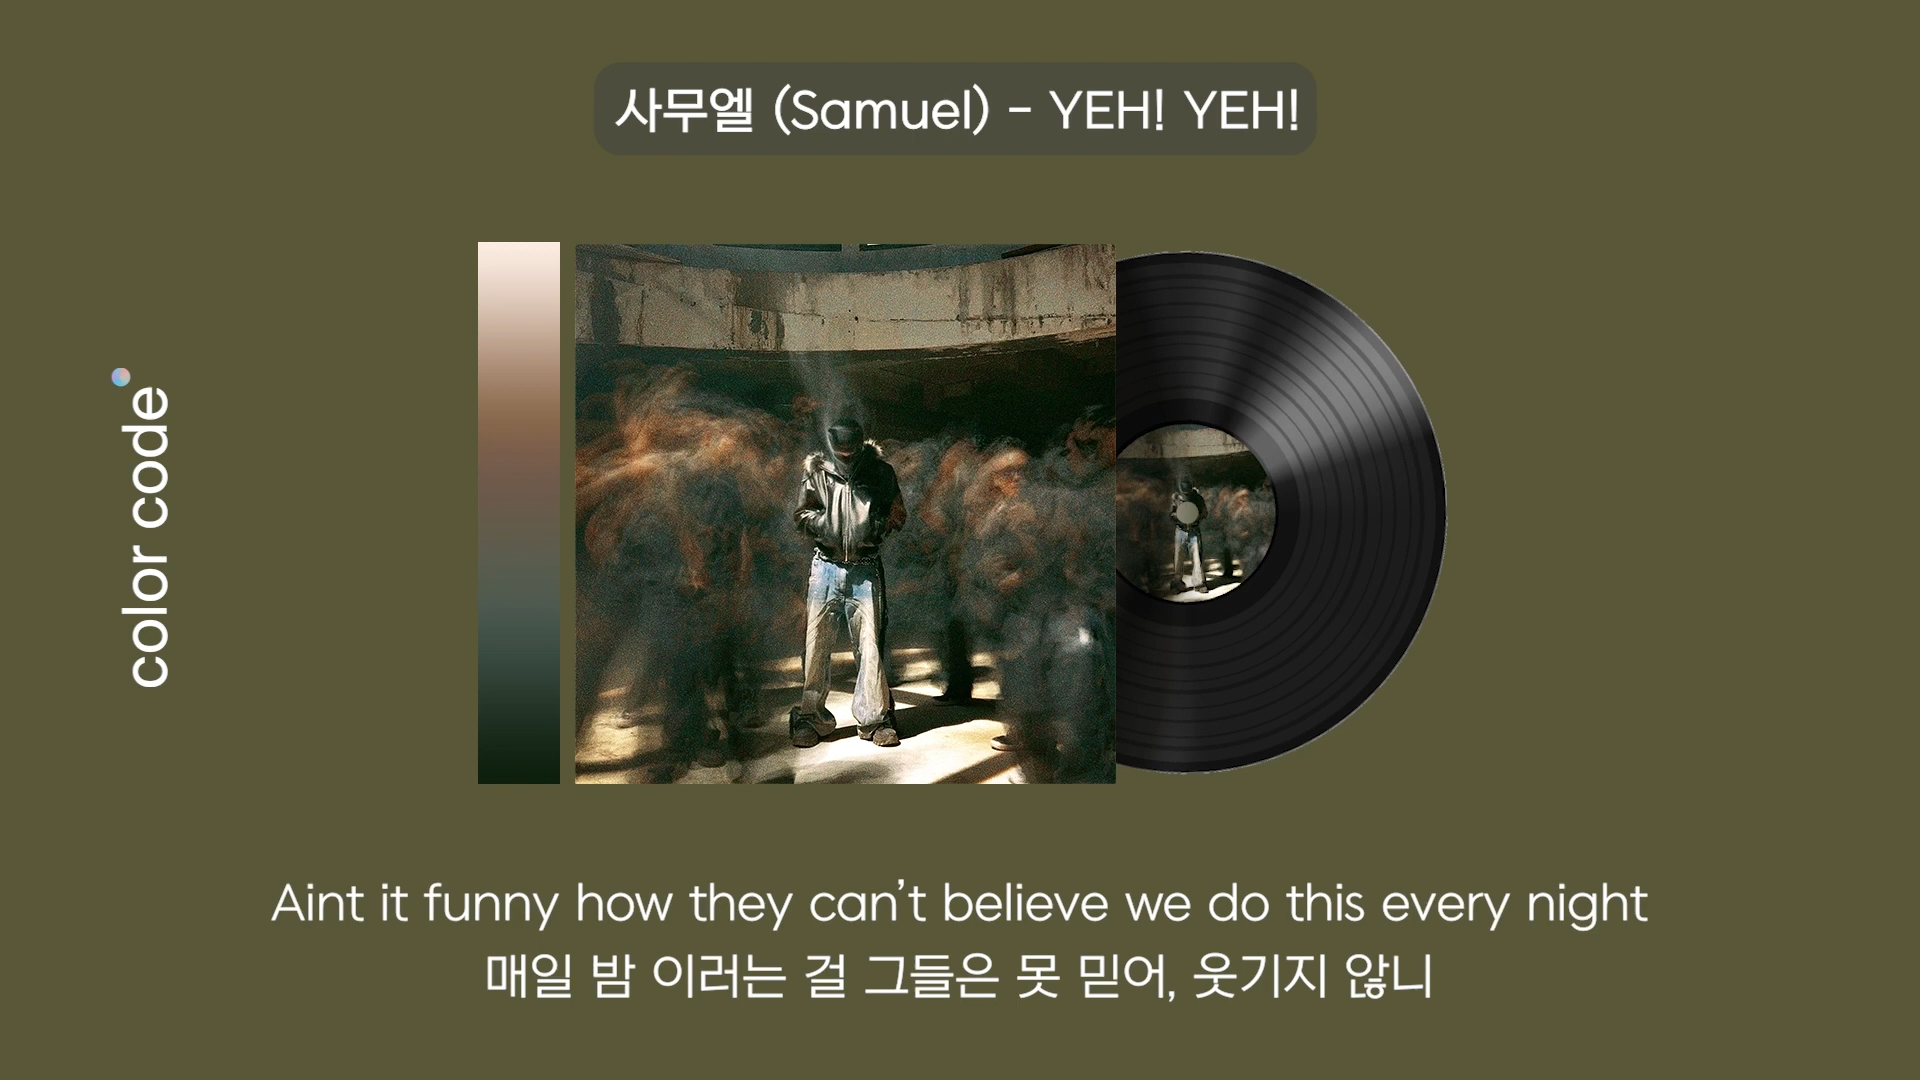 사무엘 (Samuel) - YEH! YEH!
color code
Aint it funny how they can’t believe we do this every night
매일 밤 이러는 걸 그들은 못 믿어, 웃기지 않니